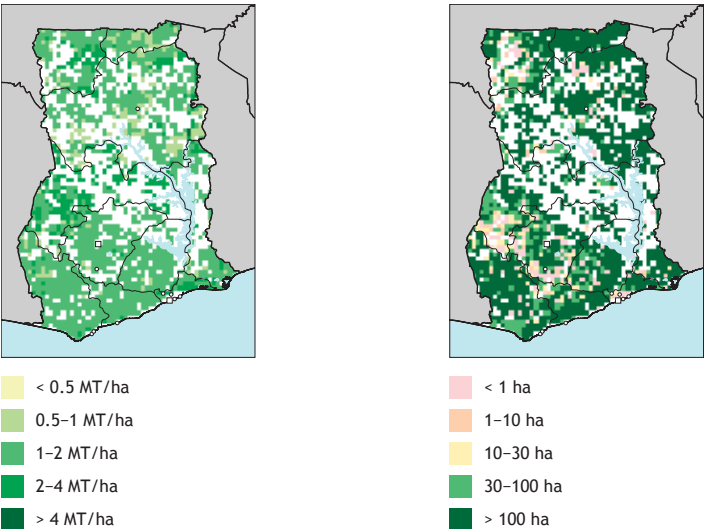 < 0.5 MT/ha
0.5–1 MT/ha
1–2 MT/ha
2–4 MT/ha
> 4 MT/ha
< 1 ha
1–10 ha
10–30 ha
30–100 ha
> 100 ha